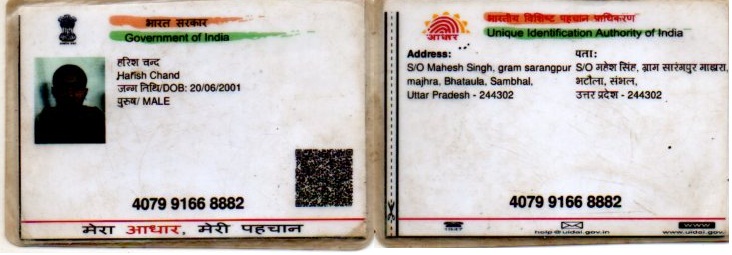 भारत सरकार
Government of India
हरिश चन्द
Harish Chand
जन्म तिथि/DOB: 20/06/2001
पुरुष/ MALE
4079 9166 8882
मेरा आधार, मेरी पहचान
भारतीय विशिष्ट पहचान प्राधिकरण
Unique Identification Authority of India
आधार
Address:
S/O Mahesh Singh, gram sarangpur
majhra, Bhataula, Sambhal,
Uttar Pradesh - 244302
पता:
S/O महेश सिंह, ग्राम सारंगपुर माझरा,
भटौला, संभल,
उत्तर प्रदेश - 244302
4079 9166 8882
1947
help@uidai.gov.in
www
www.uidai.gov